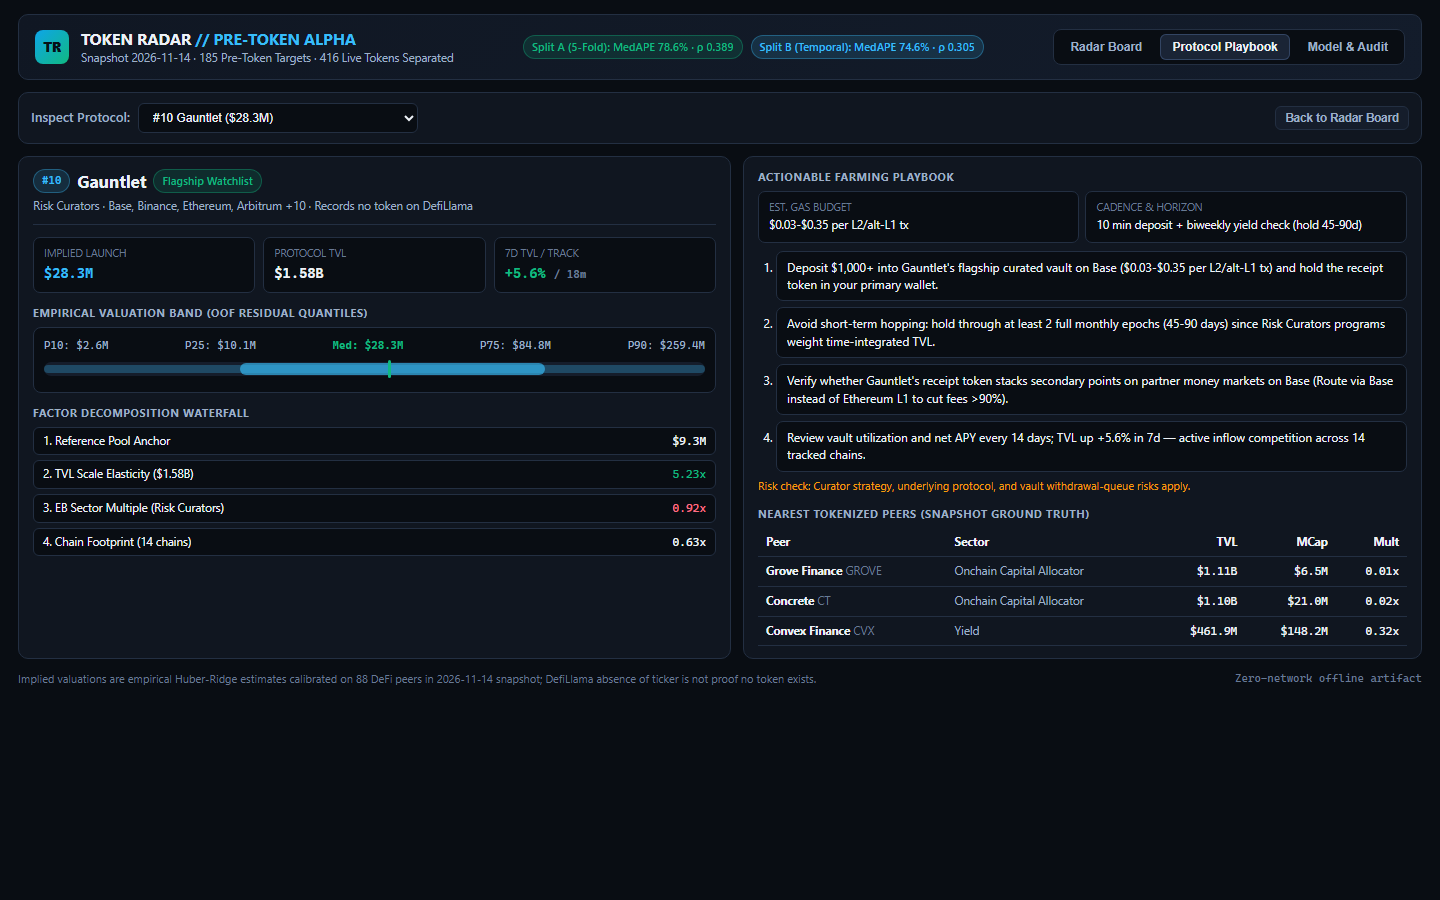 TR
TOKEN RADAR // PRE-TOKEN ALPHA
Snapshot 2026-11-14 · 185 Pre-Token Targets · 416 Live Tokens Separated
Split A (5-Fold): MedAPE 78.6% · ρ 0.389
Split B (Temporal): MedAPE 74.6% · ρ 0.305
Radar Board
Protocol Playbook
Model & Audit
Inspect Protocol:
#10 Gauntlet ($28.3M)
Back to Radar Board
#10
Gauntlet
Flagship Watchlist
Risk Curators · Base, Binance, Ethereum, Arbitrum +10 · Records no token on DefiLlama
IMPLIED LAUNCH
$28.3M
PROTOCOL TVL
$1.58B
7D TVL / TRACK
+5.6% / 18m
EMPIRICAL VALUATION BAND (OOF RESIDUAL QUANTILES)
P10: $2.6M
P25: $10.1M
Med: $28.3M
P75: $84.8M
P90: $259.4M
FACTOR DECOMPOSITION WATERFALL
1. Reference Pool Anchor
$9.3M
2. TVL Scale Elasticity ($1.58B)
5.23x
3. EB Sector Multiple (Risk Curators)
0.92x
4. Chain Footprint (14 chains)
0.63x
ACTIONABLE FARMING PLAYBOOK
EST. GAS BUDGET
$0.03-$0.35 per L2/alt-L1 tx
CADENCE & HORIZON
10 min deposit + biweekly yield check (hold 45-90d)
1. Deposit $1,000+ into Gauntlet's flagship curated vault on Base ($0.03-$0.35 per L2/alt-L1 tx) and hold the receipt
token in your primary wallet.
2. Avoid short-term hopping: hold through at least 2 full monthly epochs (45-90 days) since Risk Curators programs
weight time-integrated TVL.
3. Verify whether Gauntlet's receipt token stacks secondary points on partner money markets on Base (Route via Base
instead of Ethereum L1 to cut fees >90%).
4. Review vault utilization and net APY every 14 days; TVL up +5.6% in 7d — active inflow competition across 14
tracked chains.
Risk check: Curator strategy, underlying protocol, and vault withdrawal-queue risks apply.
NEAREST TOKENIZED PEERS (SNAPSHOT GROUND TRUTH)
Peer Sector TVL MCap Mult
Grove Finance GROVE Onchain Capital Allocator $1.11B $6.5M 0.01x
Concrete CT Onchain Capital Allocator $1.10B $21.0M 0.02x
Convex Finance CVX Yield $461.9M $148.2M 0.32x
Implied valuations are empirical Huber-Ridge estimates calibrated on 88 DeFi peers in 2026-11-14 snapshot; DefiLlama absence of ticker is not proof no token exists.
Zero-network offline artifact